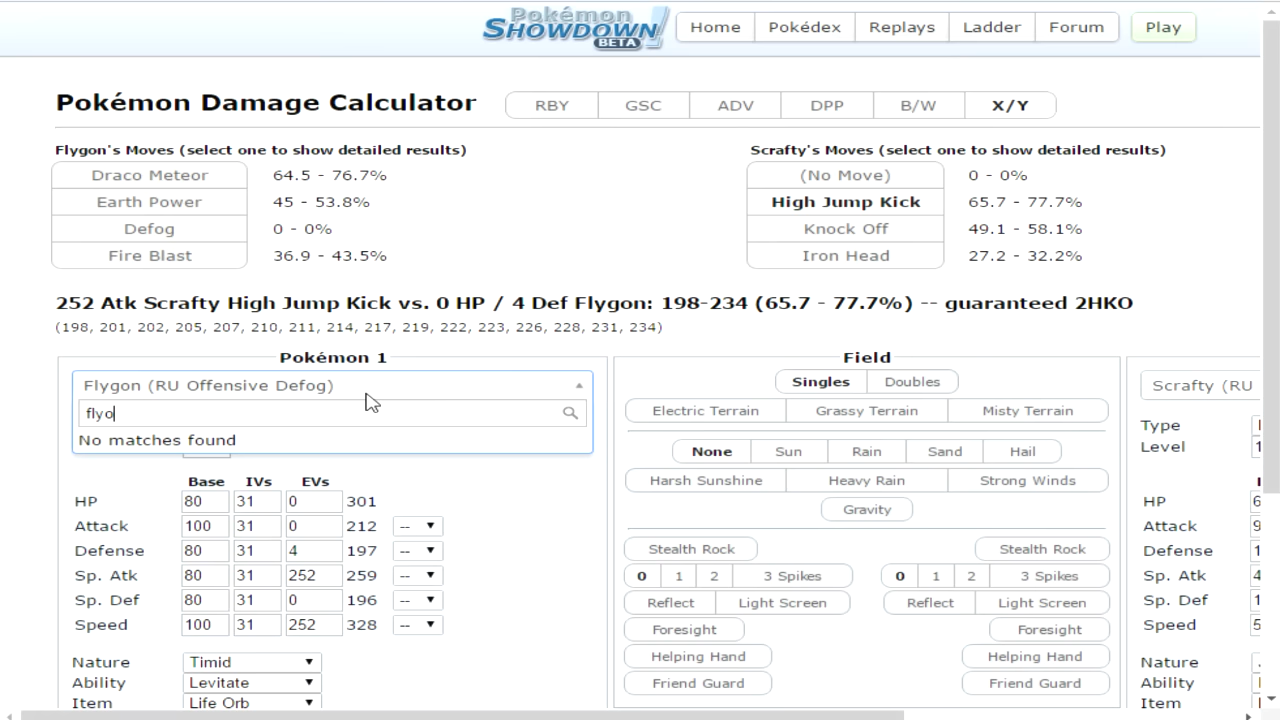 Pokémon
SHOWDOWN!
BETA
Home Pokédex Replays Ladder Forum Play
Pokémon Damage Calculator RBY GSC ADV DPP B/W X/Y
Flygon's Moves (select one to show detailed results) Scrafty's Moves (select one to show detailed results)
Draco Meteor 64.5 - 76.7% (No Move) 0 - 0%
Earth Power 45 - 53.8% High Jump Kick 65.7 - 77.7%
Defog 0 - 0% Knock Off 49.1 - 58.1%
Fire Blast 36.9 - 43.5% Iron Head 27.2 - 32.2%
252 Atk Scrafty High Jump Kick vs. 0 HP / 4 Def Flygon: 198-234 (65.7 - 77.7%) -- guaranteed 2HKO
(198, 201, 202, 205, 207, 210, 211, 214, 217, 219, 222, 223, 226, 228, 231, 234)
Pokémon 1 Field
Flygon (RU Offensive Defog) Singles Doubles Scrafty (RU
flyo Electric Terrain Grassy Terrain Misty Terrain
No matches found None Sun Rain Sand Hail Type
Level 1
Base IVs EVs Harsh Sunshine Heavy Rain Strong Winds
HP 80 31 0 301 Gravity HP 6
Attack 100 31 0 212 -- Attack 9
Defense 80 31 4 197 -- Stealth Rock Stealth Rock Defense 1
Sp. Atk 80 31 252 259 -- 0 1 2 3 Spikes 0 1 2 3 Spikes Sp. Atk 4
Sp. Def 80 31 0 196 -- Reflect Light Screen Reflect Light Screen Sp. Def 1
Speed 100 31 252 328 -- Foresight Foresight Speed 5
Nature Timid Helping Hand Helping Hand Nature
Ability Levitate Friend Guard Friend Guard Ability
Item Life Orb Item